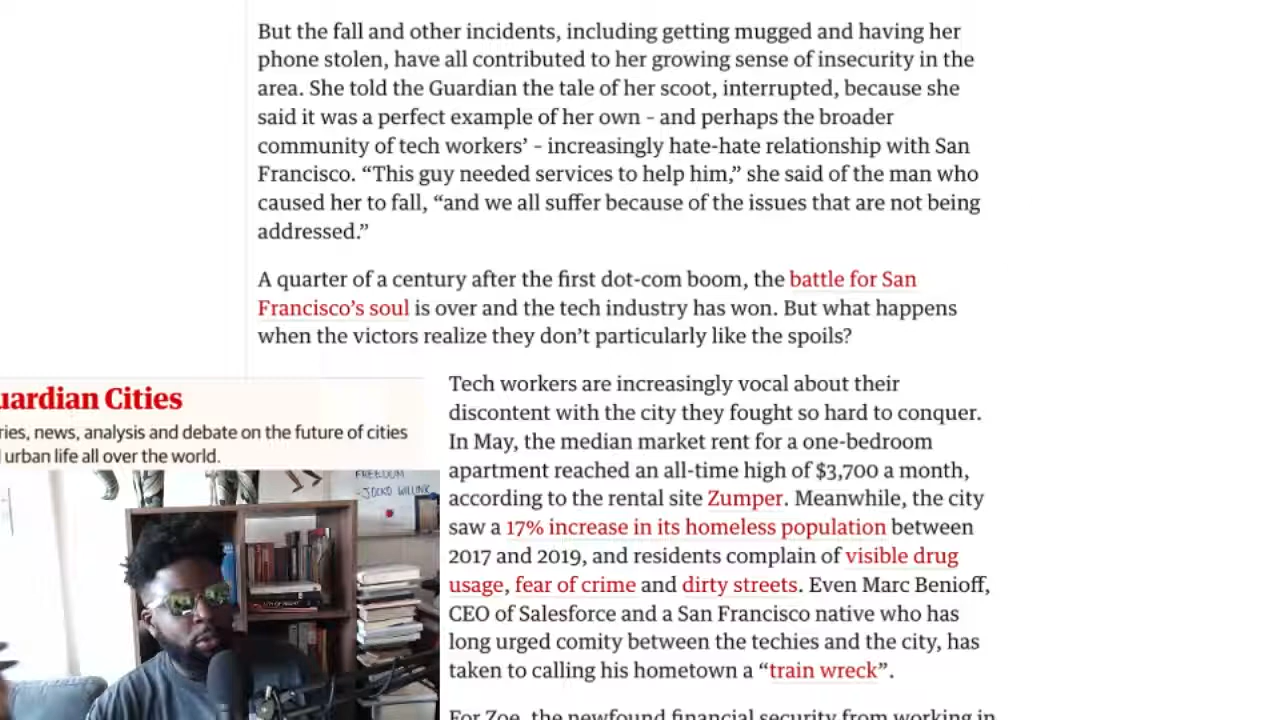 But the fall and other incidents, including getting mugged and having her
phone stolen, have all contributed to her growing sense of insecurity in the
area. She told the Guardian the tale of her scoot, interrupted, because she
said it was a perfect example of her own – and perhaps the broader
community of tech workers’ – increasingly hate-hate relationship with San
Francisco. “This guy needed services to help him,” she said of the man who
caused her to fall, “and we all suffer because of the issues that are not being
addressed.”
A quarter of a century after the first dot-com boom, the battle for San
Francisco’s soul is over and the tech industry has won. But what happens
when the victors realize they don’t particularly like the spoils?
uardian Cities
ries, news, analysis and debate on the future of cities
urban life all over the world.
FREEDOM
-JOCKO WILLINK
Tech workers are increasingly vocal about their
discontent with the city they fought so hard to conquer.
In May, the median market rent for a one-bedroom
apartment reached an all-time high of $3,700 a month,
according to the rental site Zumper. Meanwhile, the city
saw a 17% increase in its homeless population between
2017 and 2019, and residents complain of visible drug
usage, fear of crime and dirty streets. Even Marc Benioff,
CEO of Salesforce and a San Francisco native who has
long urged comity between the techies and the city, has
taken to calling his hometown a “train wreck”.
For Zoe, the newfound financial security from working in